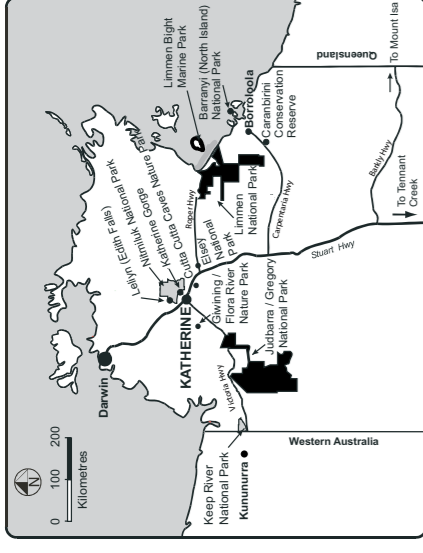 N
0 100 200
Kilometres
Darwin
Leliyn (Edith Falls)
Nitmiluk National Park
Katherine Gorge
Cutta Cutta Caves Nature Park
KATHERINE
Roper Hwy
Elsey
National
Park
Giwining /
Flora River
Nature Park
Victoria Hwy
Judbarra / Gregory
National Park
Keep River
National Park
Kununurra
Western Australia
Limmen Bight
Marine Park
Barranyi (North Island)
National Park
Borroloola
Caranbirini
Conservation
Reserve
Limmen
National Park
Carpentaria Hwy
Stuart Hwy
Barkly Hwy
To Tennant
Creek
To Mount Isa
Queensland